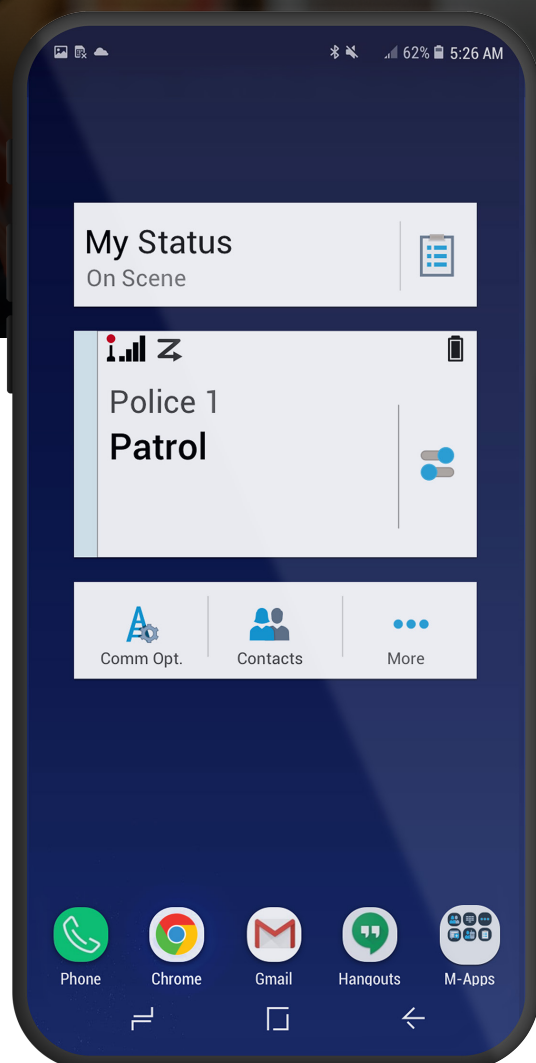 62% 5:26 AM
My Status
On Scene
Police 1
Patrol
Comm Opt.
Contacts
More
Phone
Chrome
Gmail
Hangouts
M-Apps